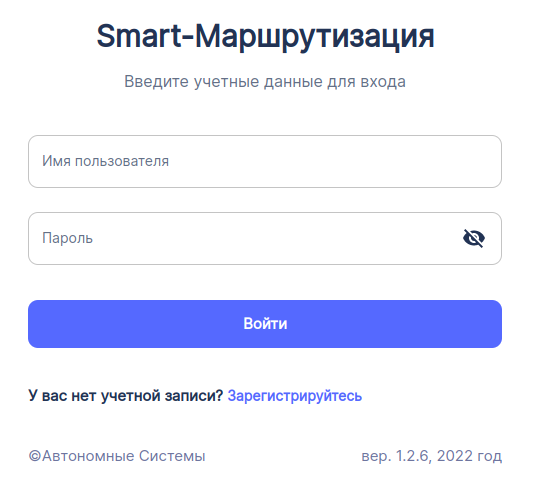 Smart-Маршрутизация
Введите учетные данные для входа
Имя пользователя
Пароль
Войти
У вас нет учетной записи? Зарегистрируйтесь
©Автономные Системы вер. 1.2.6, 2022 год